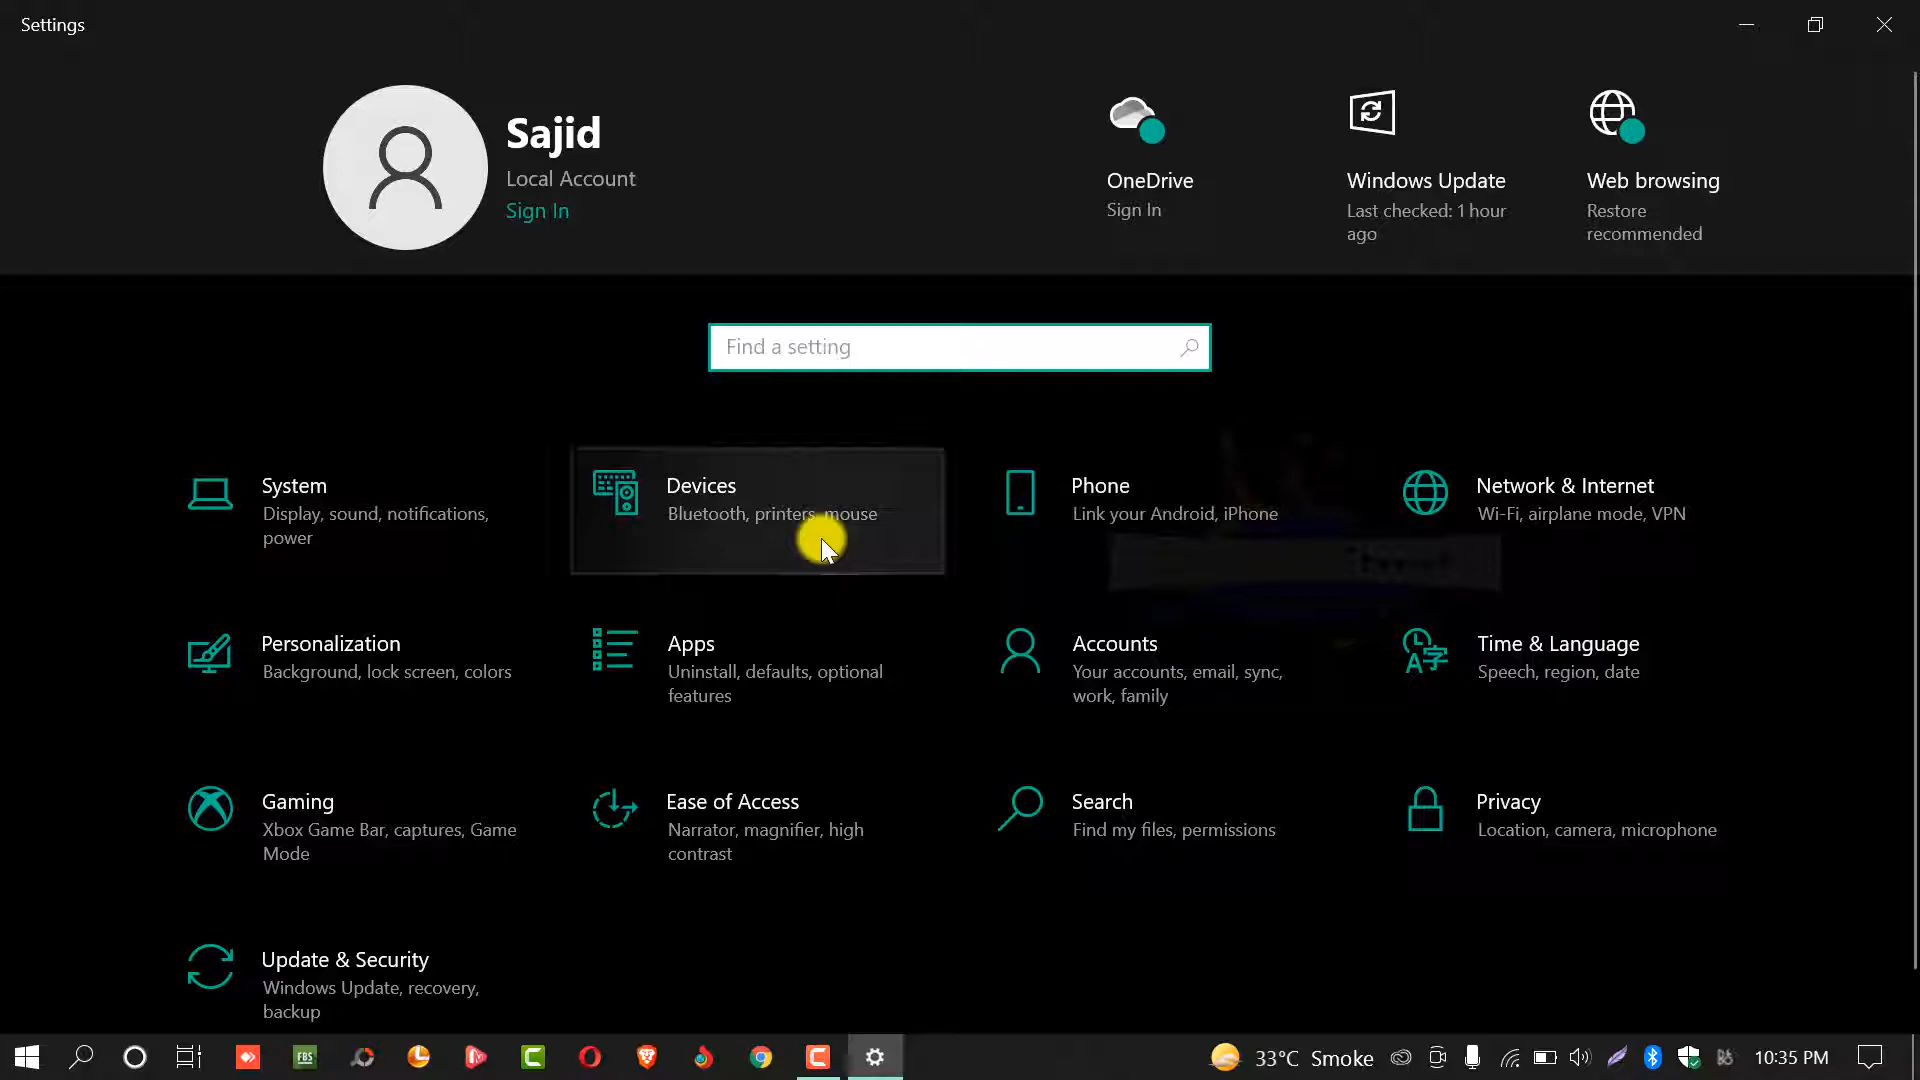 Settings
Sajid
Local Account
Sign In
OneDrive
Sign In
Windows Update
Last checked: 1 hour
ago
Web browsing
Restore
recommended
Find a setting
System
Display, sound, notifications,
power
Devices
Bluetooth, printers, mouse
Phone
Link your Android, iPhone
Network & Internet
Wi-Fi, airplane mode, VPN
Personalization
Background, lock screen, colors
Apps
Uninstall, defaults, optional
features
Accounts
Your accounts, email, sync,
work, family
Time & Language
Speech, region, date
Gaming
Xbox Game Bar, captures, Game
Mode
Ease of Access
Narrator, magnifier, high
contrast
Search
Find my files, permissions
Privacy
Location, camera, microphone
Update & Security
Windows Update, recovery,
backup
FBS
33°C Smoke
10:35 PM